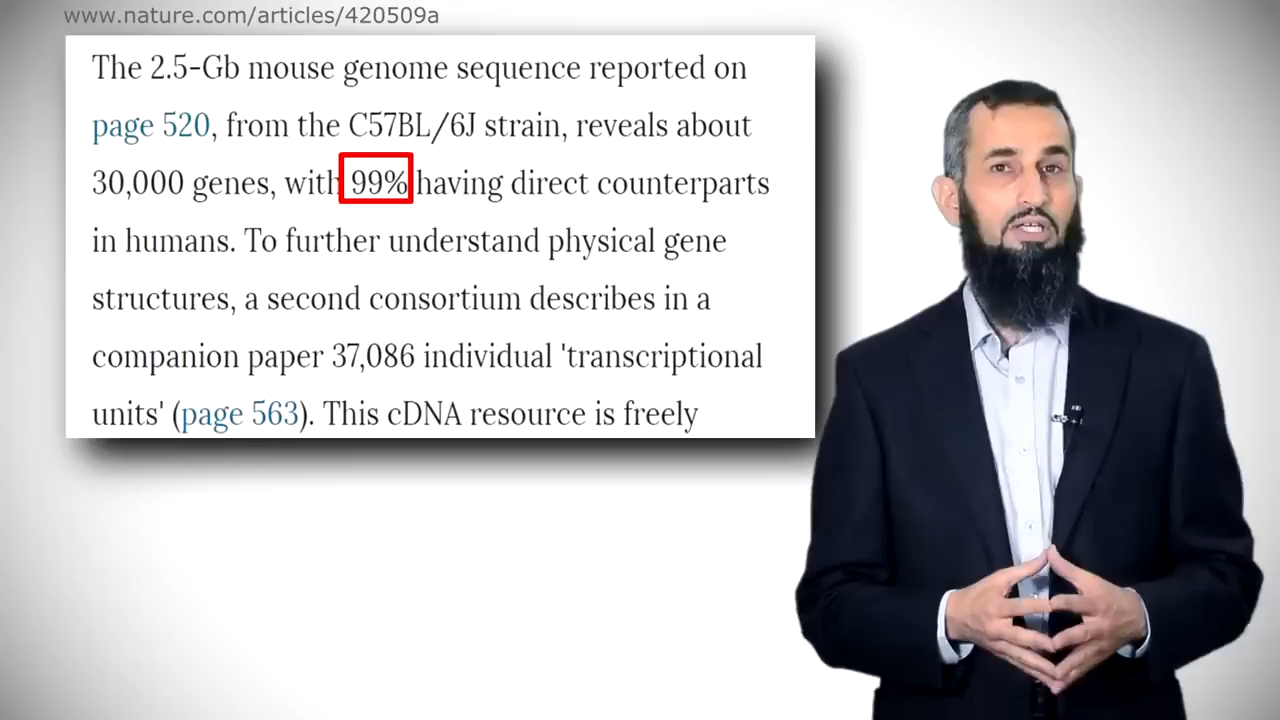 www.nature.com/articles/420509a
The 2.5-Gb mouse genome sequence reported on
page 520, from the C57BL/6J strain, reveals about
30,000 genes, with 99% having direct counterparts
in humans. To further understand physical gene
structures, a second consortium describes in a
companion paper 37,086 individual 'transcriptional
units' (page 563). This cDNA resource is freely